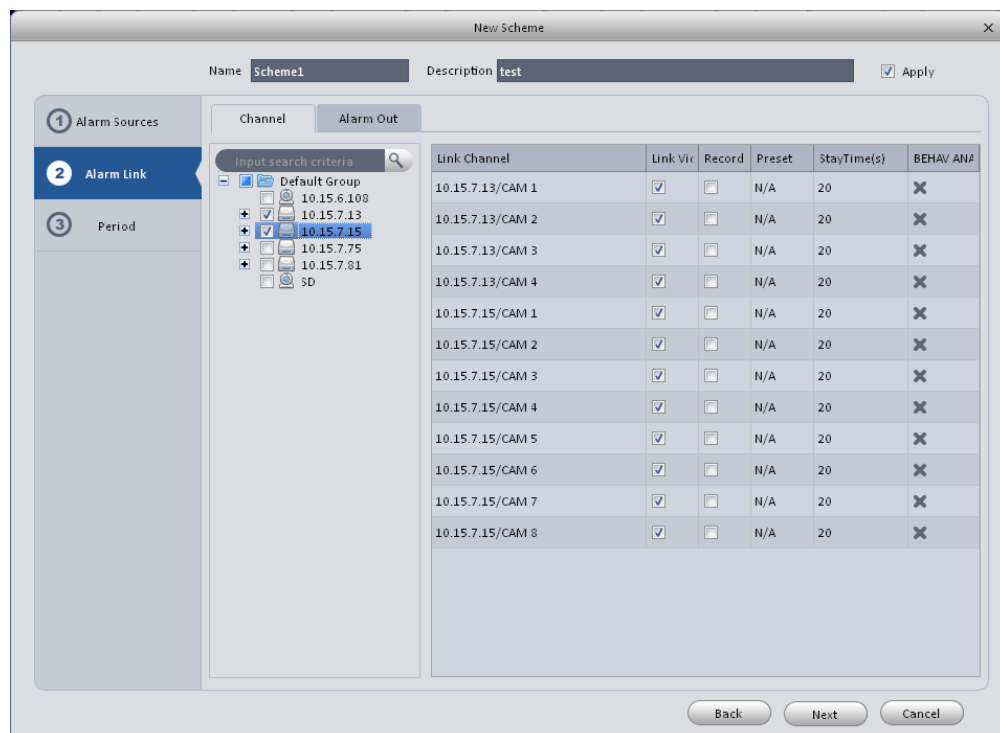 New Scheme
Name Scheme1 Description test Apply
1 Alarm Sources
2 Alarm Link
3 Period
Channel Alarm Out
Input search criteria
Default Group
10.15.6.108
10.15.7.13
10.15.7.15
10.15.7.75
10.15.7.81
SD
Link Channel Link Vic Record Preset StayTime(s) BEHAV ANA
10.15.7.13/CAM 1 N/A 20
10.15.7.13/CAM 2 N/A 20
10.15.7.13/CAM 3 N/A 20
10.15.7.13/CAM 4 N/A 20
10.15.7.15/CAM 1 N/A 20
10.15.7.15/CAM 2 N/A 20
10.15.7.15/CAM 3 N/A 20
10.15.7.15/CAM 4 N/A 20
10.15.7.15/CAM 5 N/A 20
10.15.7.15/CAM 6 N/A 20
10.15.7.15/CAM 7 N/A 20
10.15.7.15/CAM 8 N/A 20
Back Next Cancel